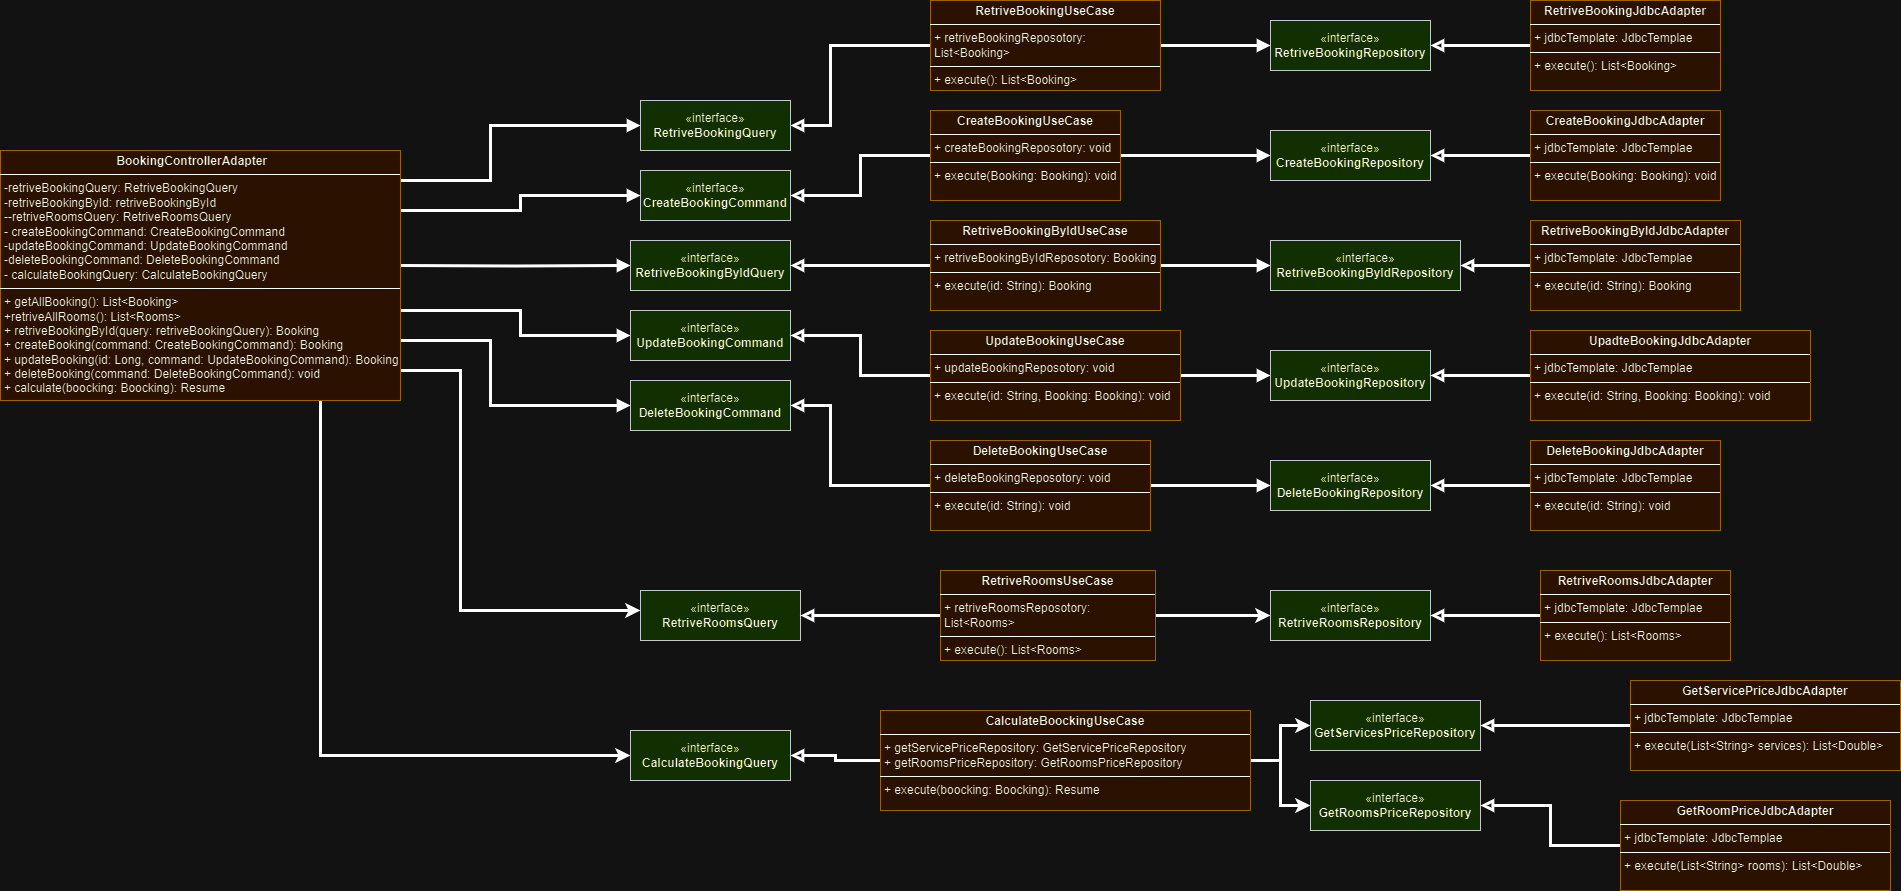 BookingControllerAdapter
-retriveBookingQuery: RetriveBookingQuery
-retriveBookingById: retriveBookingById
--retriveRoomsQuery: RetriveRoomsQuery
- createBookingCommand: CreateBookingCommand
-updateBookingCommand: UpdateBookingCommand
-deleteBookingCommand: DeleteBookingCommand
- calculateBookingQuery: CalculateBookingQuery
+ getAllBooking(): List<Booking>
+retriveAllRooms(): List<Rooms>
+ retriveBookingById(query: retriveBookingQuery): Booking
+ createBooking(command: CreateBookingCommand): Booking
+ updateBooking(id: Long, command: UpdateBookingCommand): Booking
+ deleteBooking(command: DeleteBookingCommand): void
+ calculate(boocking: Boocking): Resume
«interface»
RetriveBookingQuery
«interface»
CreateBookingCommand
«interface»
RetriveBookingByIdQuery
«interface»
UpdateBookingCommand
«interface»
DeleteBookingCommand
«interface»
RetriveRoomsQuery
«interface»
CalculateBookingQuery
RetriveBookingUseCase
+ retriveBookingReposotory:
List<Booking>
+ execute(): List<Booking>
CreateBookingUseCase
+ createBookingReposotory: void
+ execute(Booking: Booking): void
RetriveBookingByIdUseCase
+ retriveBookingByIdReposotory: Booking
+ execute(id: String): Booking
UpdateBookingUseCase
+ updateBookingReposotory: void
+ execute(id: String, Booking: Booking): void
DeleteBookingUseCase
+ deleteBookingReposotory: void
+ execute(id: String): void
RetriveRoomsUseCase
+ retriveRoomsReposotory:
List<Rooms>
+ execute(): List<Rooms>
CalculateBoockingUseCase
+ getServicePriceRepository: GetServicePriceRepository
+ getRoomsPriceRepository: GetRoomsPriceRepository
+ execute(boocking: Boocking): Resume
«interface»
RetriveBookingRepository
«interface»
CreateBookingRepository
«interface»
RetriveBookingByIdRepository
«interface»
UpdateBookingRepository
«interface»
DeleteBookingRepository
«interface»
RetriveRoomsRepository
«interface»
GetServicesPriceRepository
«interface»
GetRoomsPriceRepository
RetriveBookingJdbcAdapter
+ jdbcTemplate: JdbcTemplae
+ execute(): List<Booking>
CreateBookingJdbcAdapter
+ jdbcTemplate: JdbcTemplae
+ execute(Booking: Booking): void
RetriveBookingByIdJdbcAdapter
+ jdbcTemplate: JdbcTemplae
+ execute(id: String): Booking
UpadteBookingJdbcAdapter
+ jdbcTemplate: JdbcTemplae
+ execute(id: String, Booking: Booking): void
DeleteBookingJdbcAdapter
+ jdbcTemplate: JdbcTemplae
+ execute(id: String): void
RetriveRoomsJdbcAdapter
+ jdbcTemplate: JdbcTemplae
+ execute(): List<Rooms>
GetServicePriceJdbcAdapter
+ jdbcTemplate: JdbcTemplae
+ execute(List<String> services): List<Double>
GetRoomPriceJdbcAdapter
+ jdbcTemplate: JdbcTemplae
+ execute(List<String> rooms): List<Double>